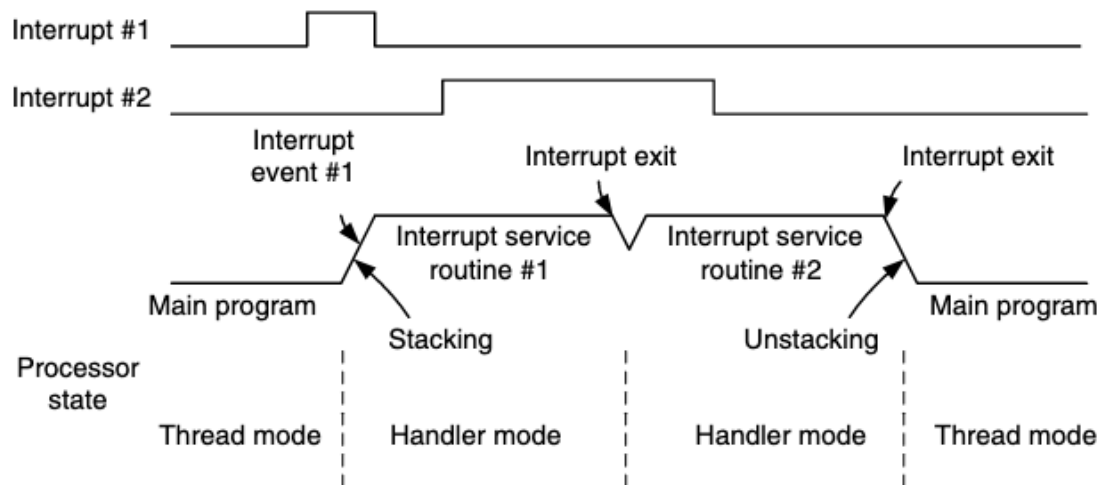 Interrupt #1
Interrupt #2
Interrupt
event #1
Interrupt exit
Interrupt exit
Interrupt service
routine #1
Interrupt service
routine #2
Main program
Main program
Stacking
Unstacking
Processor
state
Thread mode
Handler mode
Handler mode
Thread mode